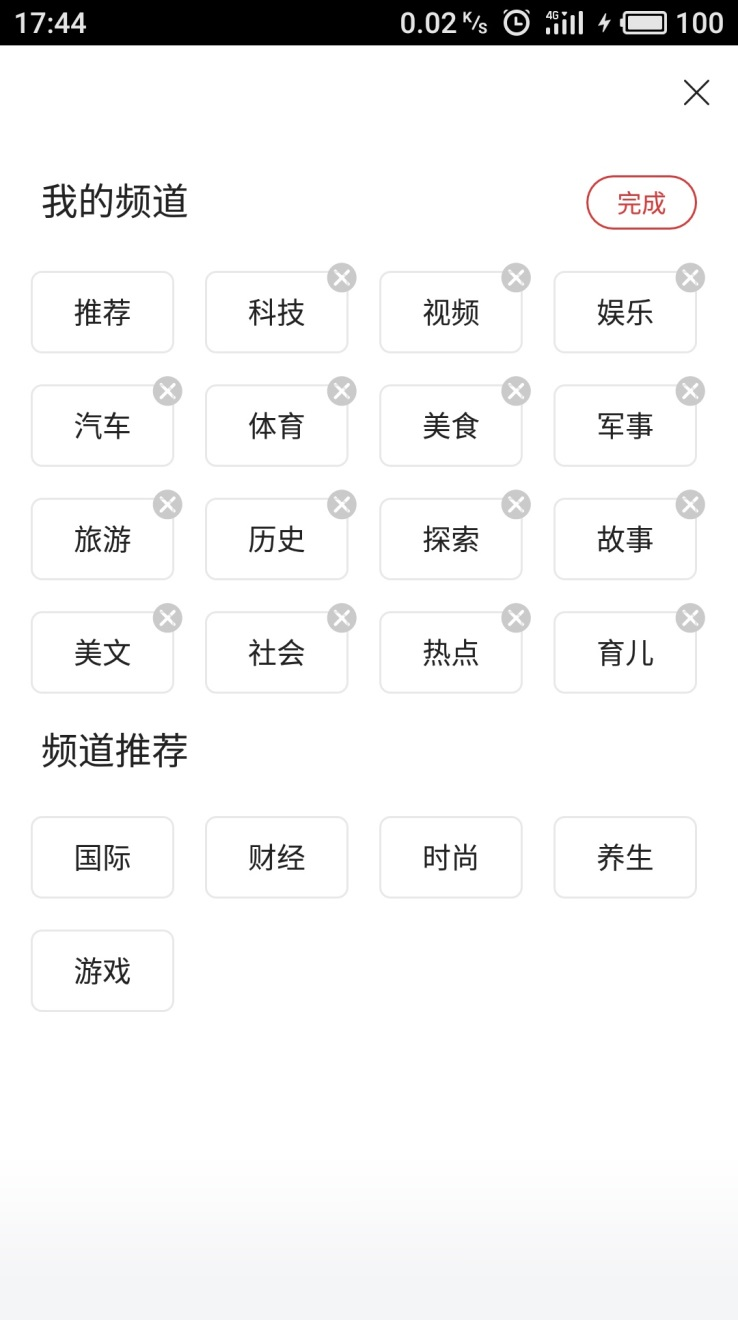 17:44 0.02 K/s 4G 100
我的频道 完成
推荐 科技 视频 娱乐
汽车 体育 美食 军事
旅游 历史 探索 故事
美文 社会 热点 育儿
频道推荐
国际 财经 时尚 养生
游戏